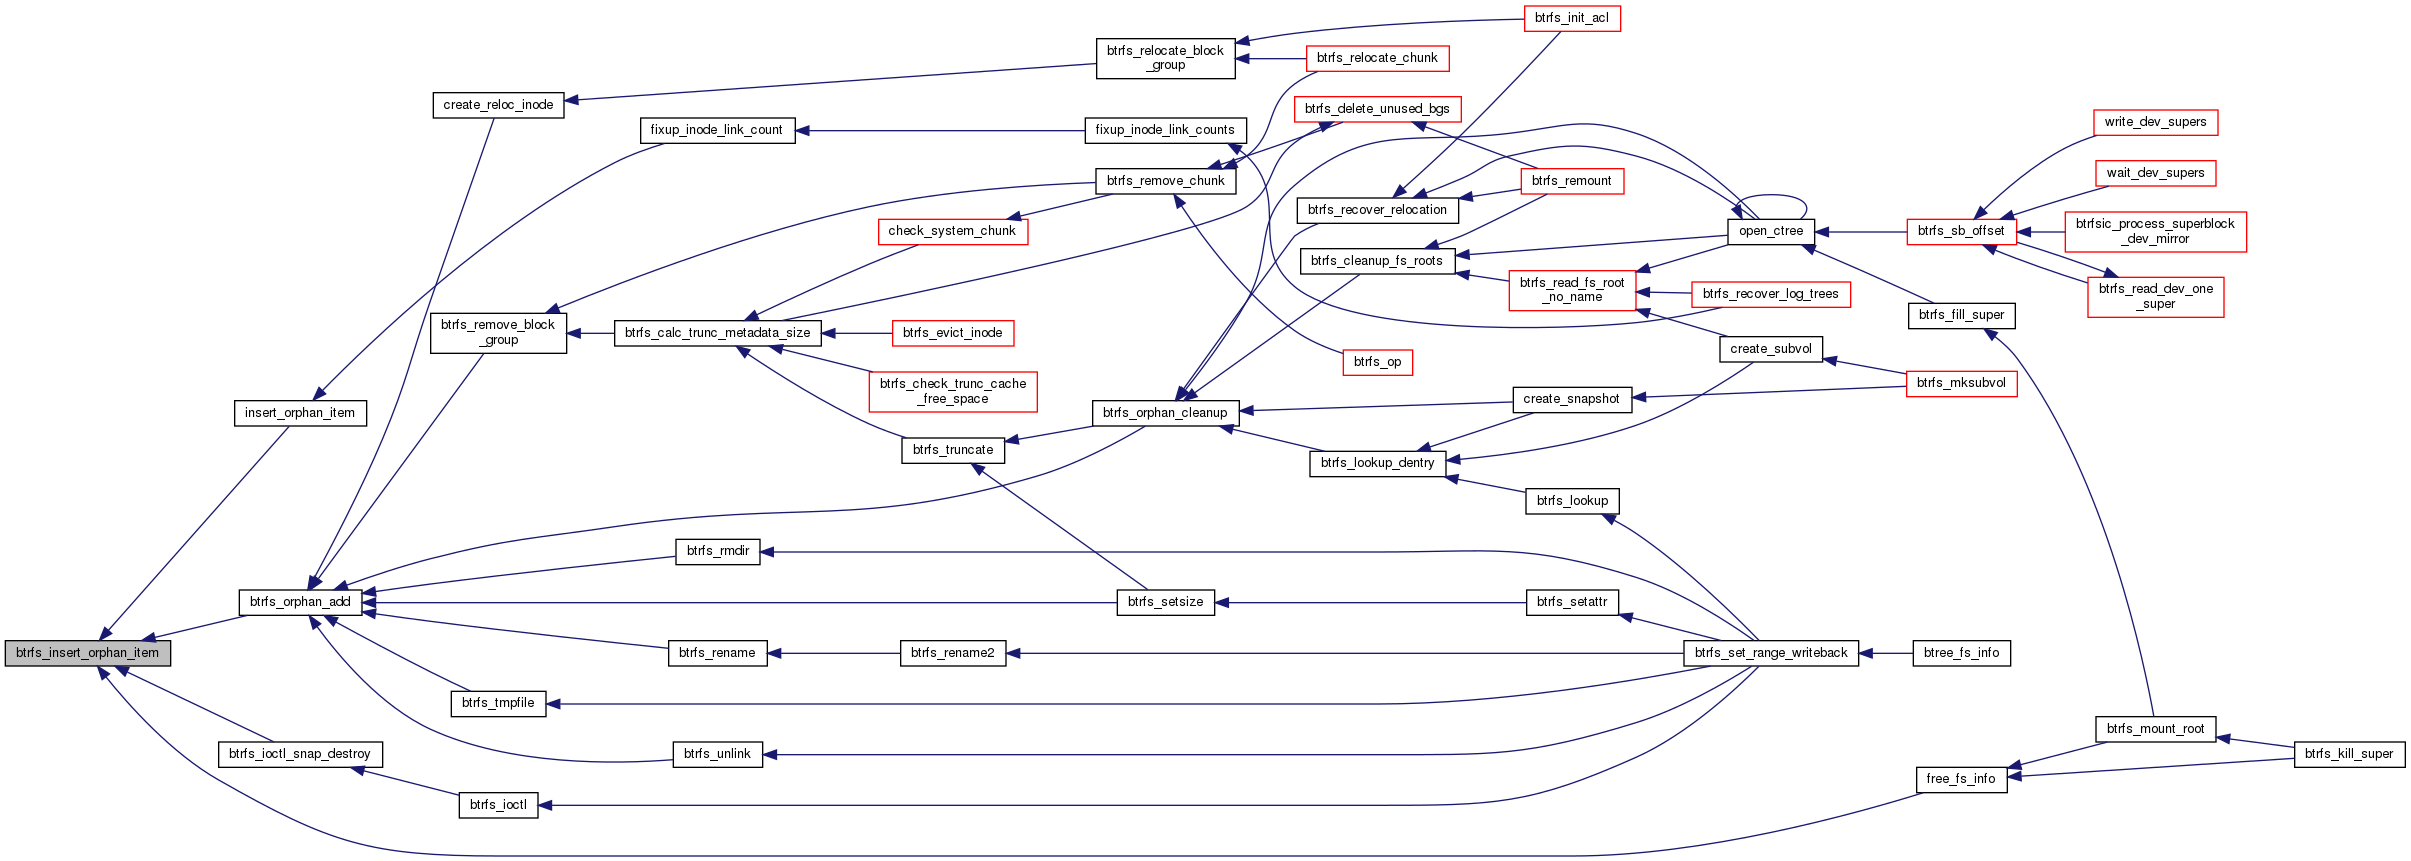 btrfs_init_acl
btrfs_relocate_block
_group
btrfs_relocate_chunk
create_reloc_inode
btrfs_delete_unused_bgs
fixup_inode_link_count
fixup_inode_link_counts
write_dev_supers
btrfs_remove_chunk
btrfs_remount
wait_dev_supers
btrfs_recover_relocation
check_system_chunk
open_ctree
btrfs_sb_offset
btrfsic_process_superblock
_dev_mirror
btrfs_cleanup_fs_roots
btrfs_read_fs_root
_no_name
btrfs_recover_log_trees
btrfs_read_dev_one
_super
btrfs_remove_block
_group
btrfs_calc_trunc_metadata_size
btrfs_evict_inode
btrfs_fill_super
btrfs_op
create_subvol
btrfs_check_trunc_cache
_free_space
btrfs_mksubvol
insert_orphan_item
btrfs_orphan_cleanup
create_snapshot
btrfs_truncate
btrfs_lookup_dentry
btrfs_lookup
btrfs_rmdir
btrfs_orphan_add
btrfs_setsize
btrfs_setattr
btrfs_insert_orphan_item
btrfs_rename
btrfs_rename2
btrfs_set_range_writeback
btree_fs_info
btrfs_tmpfile
btrfs_mount_root
btrfs_ioctl_snap_destroy
btrfs_unlink
btrfs_kill_super
free_fs_info
btrfs_ioctl